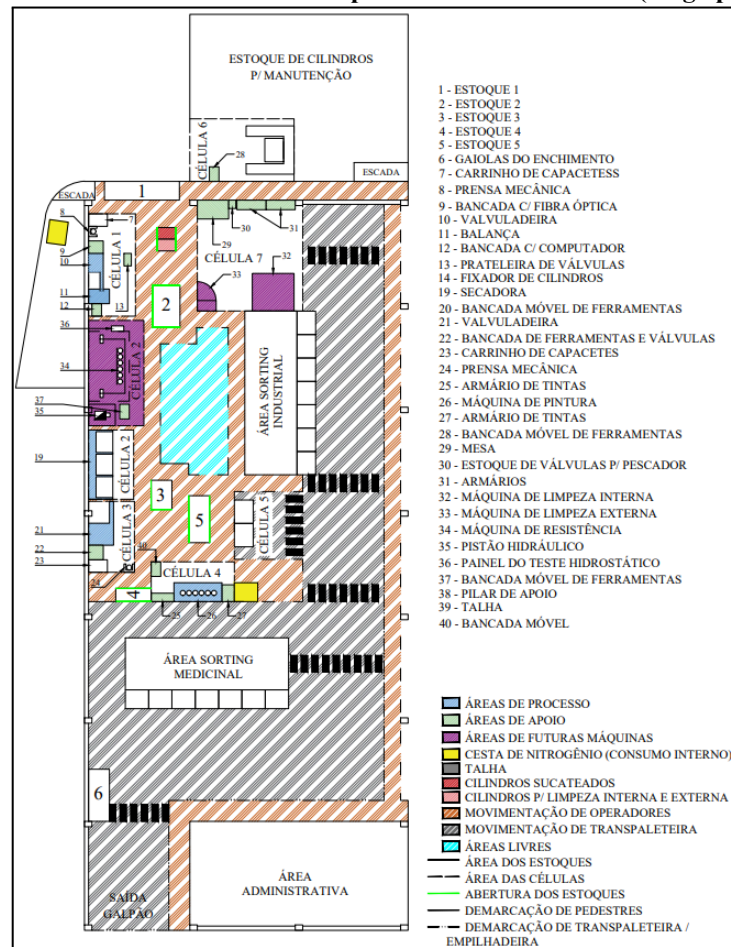 ESTOQUE DE CILINDROS
P/ MANUTENÇÃO
CÉLULA 6
28
ESCADA
ESCADA
1
7
8
9
10
11
12
13
CÉLULA 1
29
30
31
32
33
CÉLULA 7
2
36
34
37
35
CÉLULA 2
ÁREA SORTING
INDUSTRIAL
19
CÉLULA 2
3
5
CÉLULA 5
21
22
23
24
CÉLULA 3
40
CÉLULA 4
4
25
26
27
ÁREA SORTING
MEDICINAL
6
SAÍDA
GALPÃO
ÁREA
ADMINISTRATIVA
1 - ESTOQUE 1
2 - ESTOQUE 2
3 - ESTOQUE 3
4 - ESTOQUE 4
5 - ESTOQUE 5
6 - GAIOLAS DO ENCHIMENTO
7 - CARRINHO DE CAPACETESS
8 - PRENSA MECÂNICA
9 - BANCADA C/ FIBRA ÓPTICA
10 - VALVULADEIRA
11 - BALANÇA
12 - BANCADA C/ COMPUTADOR
13 - PRATELEIRA DE VÁLVULAS
14 - FIXADOR DE CILINDROS
19 - SECADORA
20 - BANCADA MÓVEL DE FERRAMENTAS
21 - VALVULADEIRA
22 - BANCADA DE FERRAMENTAS E VÁLVULAS
23 - CARRINHO DE CAPACETES
24 - PRENSA MECÂNICA
25 - ARMÁRIO DE TINTAS
26 - MÁQUINA DE PINTURA
27 - ARMÁRIO DE TINTAS
28 - BANCADA MÓVEL DE FERRAMENTAS
29 - MESA
30 - ESTOQUE DE VÁLVULAS P/ PESCADOR
31 - ARMÁRIOS
32 - MÁQUINA DE LIMPEZA INTERNA
33 - MÁQUINA DE LIMPEZA EXTERNA
34 - MÁQUINA DE RESISTÊNCIA
35 - PISTÃO HIDRÁULICO
36 - PAINEL DO TESTE HIDROSTÁTICO
37 - BANCADA MÓVEL DE FERRAMENTAS
38 - PILAR DE APOIO
39 - TALHA
40 - BANCADA MÓVEL
ÁREAS DE PROCESSO
ÁREAS DE APOIO
ÁREAS DE FUTURAS MÁQUINAS
CESTA DE NITROGÊNIO (CONSUMO INTERNO)
TALHA
CILINDROS SUCATEADOS
CILINDROS P/ LIMPEZA INTERNA E EXTERNA
MOVIMENTAÇÃO DE OPERADORES
MOVIMENTAÇÃO DE TRANSPALETEIRA
ÁREAS LIVRES
ÁREA DOS ESTOQUES
ÁREA DAS CÉLULAS
ABERTURA DOS ESTOQUES
DEMARCAÇÃO DE PEDESTRES
DEMARCAÇÃO DE TRANSPALETEIRA /
EMPILHADEIRA